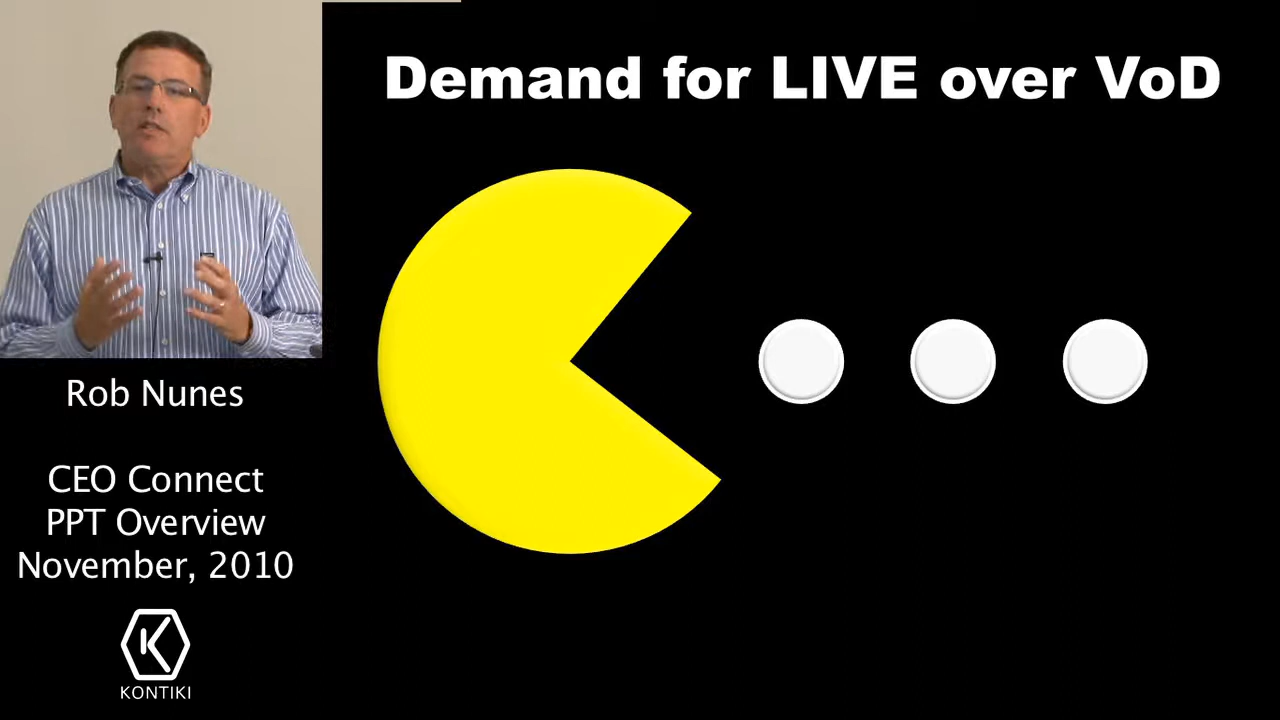 Demand for LIVE over VoD
Rob Nunes
CEO Connect
PPT Overview
November, 2010
KONTIKI